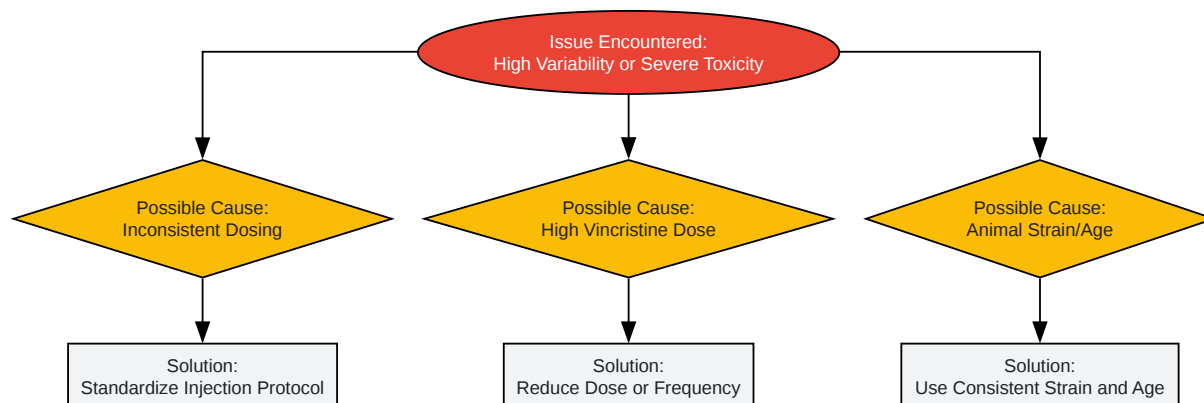 Issue Encountered:
High Variability or Severe Toxicity
Possible Cause:
Inconsistent Dosing
Possible Cause:
High Vincristine Dose
Possible Cause:
Animal Strain/Age
Solution:
Standardize Injection Protocol
Solution:
Reduce Dose or Frequency
Solution:
Use Consistent Strain and Age